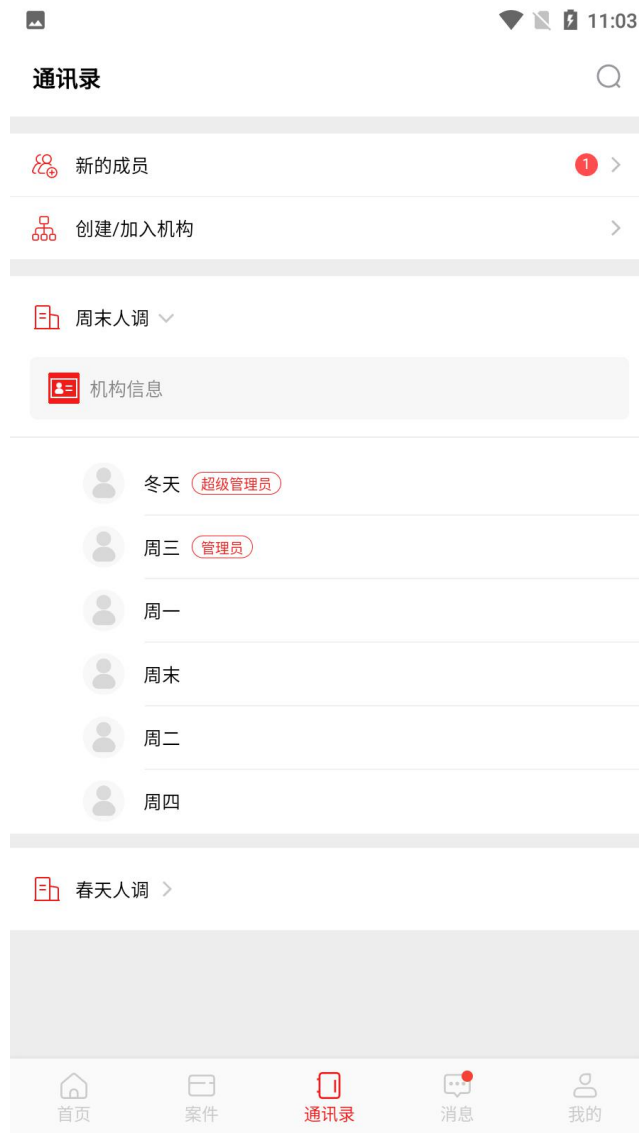 11:03
通讯录
新的成员 1
创建/加入机构
周末人调
机构信息
冬天 超级管理员
周三 管理员
周一
周末
周二
周四
春天人调
首页 案件 通讯录 消息 我的